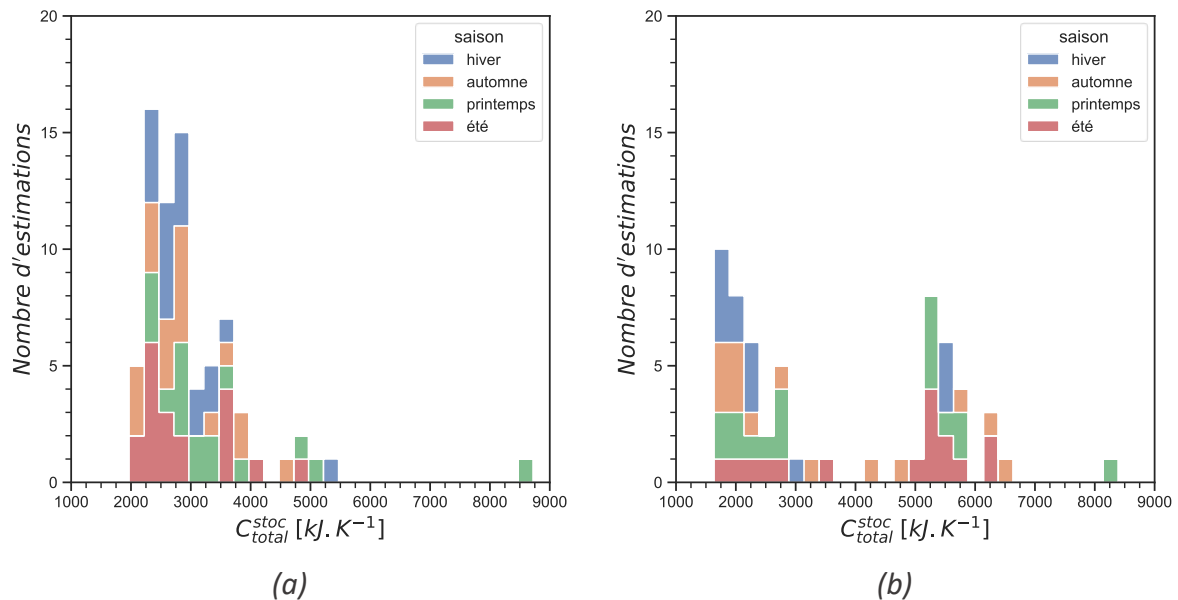 20
15
10
5
0
Nombre d'estimations
saison
hiver
automne
printemps
été
1000 2000 3000 4000 5000 6000 7000 8000 9000
C_{total}^{stoc} [kJ.K^{-1}]
(a)
20
15
10
5
0
Nombre d'estimations
saison
hiver
automne
printemps
été
1000 2000 3000 4000 5000 6000 7000 8000 9000
C_{total}^{stoc} [kJ.K^{-1}]
(b)